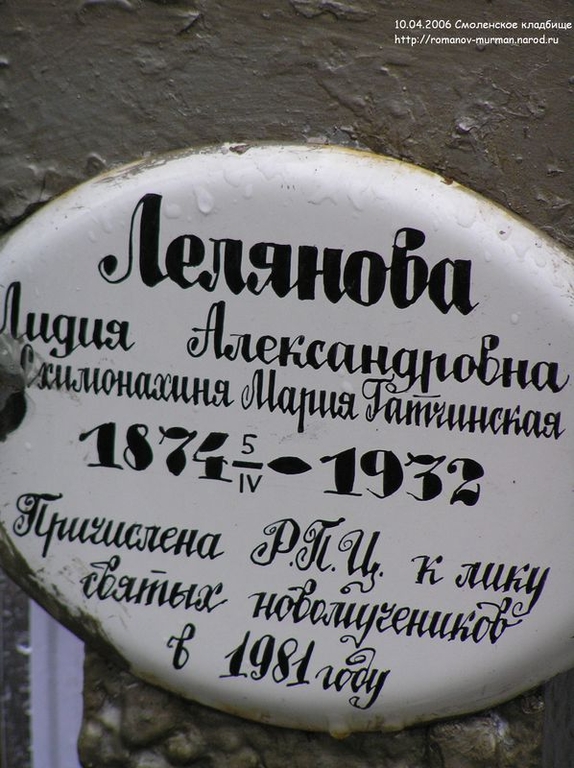 10.04.2006 Смоленское кладбище
http://romanov-murman.narod.ru
Лелянова
Лидия Александровна
Схимонахиня Мария Гатчинская
1874 5/IV - 1932
Причислена Р.П.Ц. к лику
святых новомучеников
в 1981 году